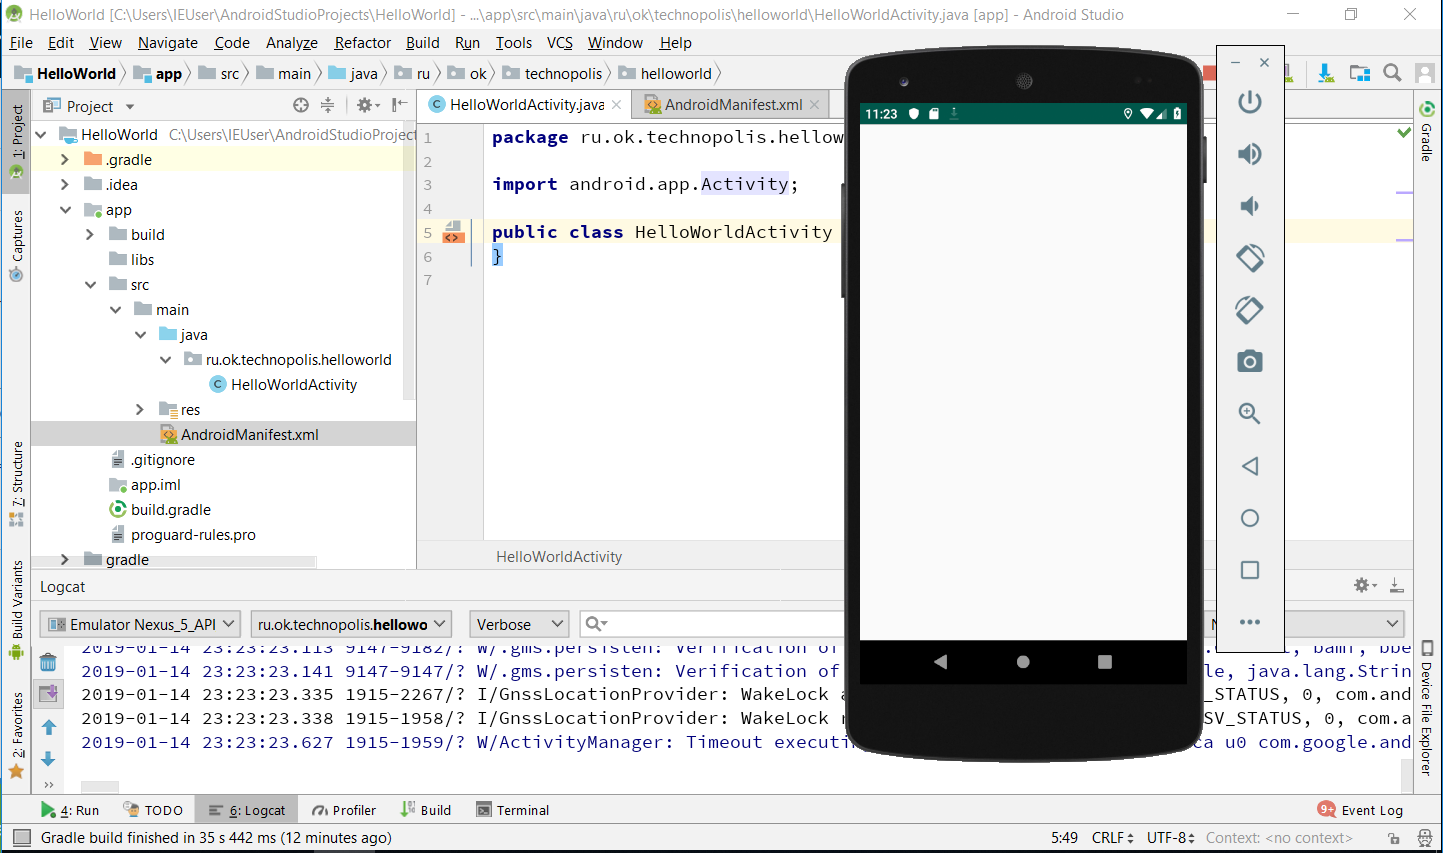 HelloWorld [C:\Users\IEUser\AndroidStudioProjects\HelloWorld] - ...\app\src\main\java\ru\ok\technopolis\helloworld\HelloWorldActivity.java [app] - Android Studio
File Edit View Navigate Code Analyze Refactor Build Run Tools VCS Window Help
HelloWorld app src main java ru ok technopolis helloworld
1: Project
Captures
7: Structure
Build Variants
2: Favorites
Project
HelloWorld C:\Users\IEUser\AndroidStudioProject
.gradle
.idea
app
build
libs
src
main
java
ru.ok.technopolis.helloworld
HelloWorldActivity
res
AndroidManifest.xml
.gitignore
app.iml
build.gradle
proguard-rules.pro
gradle
HelloWorldActivity.java AndroidManifest.xml
1 package ru.ok.technopolis.hellow
2
3 import android.app.Activity;
4
5 public class HelloWorldActivity
6 }
7
HelloWorldActivity
11:23
Gradle
Device File Explorer
Logcat
Emulator Nexus_5_API ru.ok.technopolis.hellowo Verbose
2019-01-14 23:23:23.113 9147-9182/? W/.gms.persisten: Verification of
2019-01-14 23:23:23.141 9147-9147/? W/.gms.persisten: Verification of le, java.lang.Strin
2019-01-14 23:23:23.335 1915-2267/? I/GnssLocationProvider: WakeLock a _STATUS, 0, com.and
2019-01-14 23:23:23.338 1915-1958/? I/GnssLocationProvider: WakeLock r SV_STATUS, 0, com.a
2019-01-14 23:23:23.627 1915-1959/? W/ActivityManager: Timeout executi ca u0 com.google.and
4: Run TODO 6: Logcat Profiler Build Terminal 9+ Event Log
Gradle build finished in 35 s 442 ms (12 minutes ago) 5:49 CRLF UTF-8 Context: <no context>